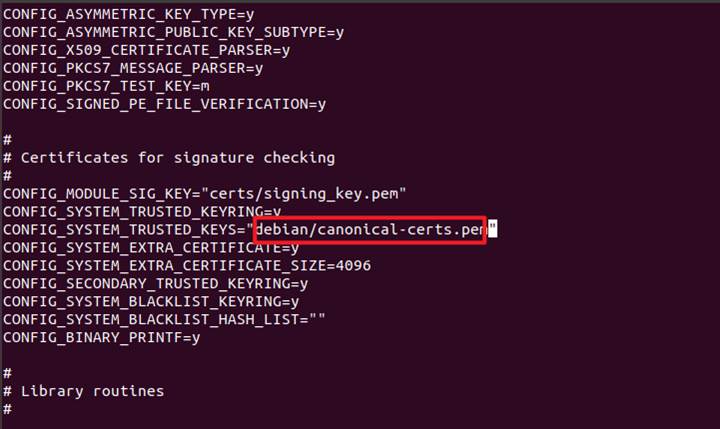 CONFIG_ASYMMETRIC_KEY_TYPE=y
CONFIG_ASYMMETRIC_PUBLIC_KEY_SUBTYPE=y
CONFIG_X509_CERTIFICATE_PARSER=y
CONFIG_PKCS7_MESSAGE_PARSER=y
CONFIG_PKCS7_TEST_KEY=m
CONFIG_SIGNED_PE_FILE_VERIFICATION=y
#
# Certificates for signature checking
#
CONFIG_MODULE_SIG_KEY="certs/signing_key.pem"
CONFIG_SYSTEM_TRUSTED_KEYRING=y
CONFIG_SYSTEM_TRUSTED_KEYS="debian/canonical-certs.pem"
CONFIG_SYSTEM_EXTRA_CERTIFICATE=y
CONFIG_SYSTEM_EXTRA_CERTIFICATE_SIZE=4096
CONFIG_SECONDARY_TRUSTED_KEYRING=y
CONFIG_SYSTEM_BLACKLIST_KEYRING=y
CONFIG_SYSTEM_BLACKLIST_HASH_LIST=""
CONFIG_BINARY_PRINTF=y
#
# Library routines
#